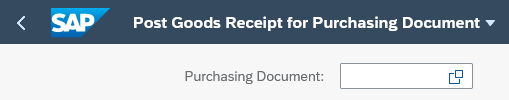 SAP Post Goods Receipt for Purchasing Document
Purchasing Document: